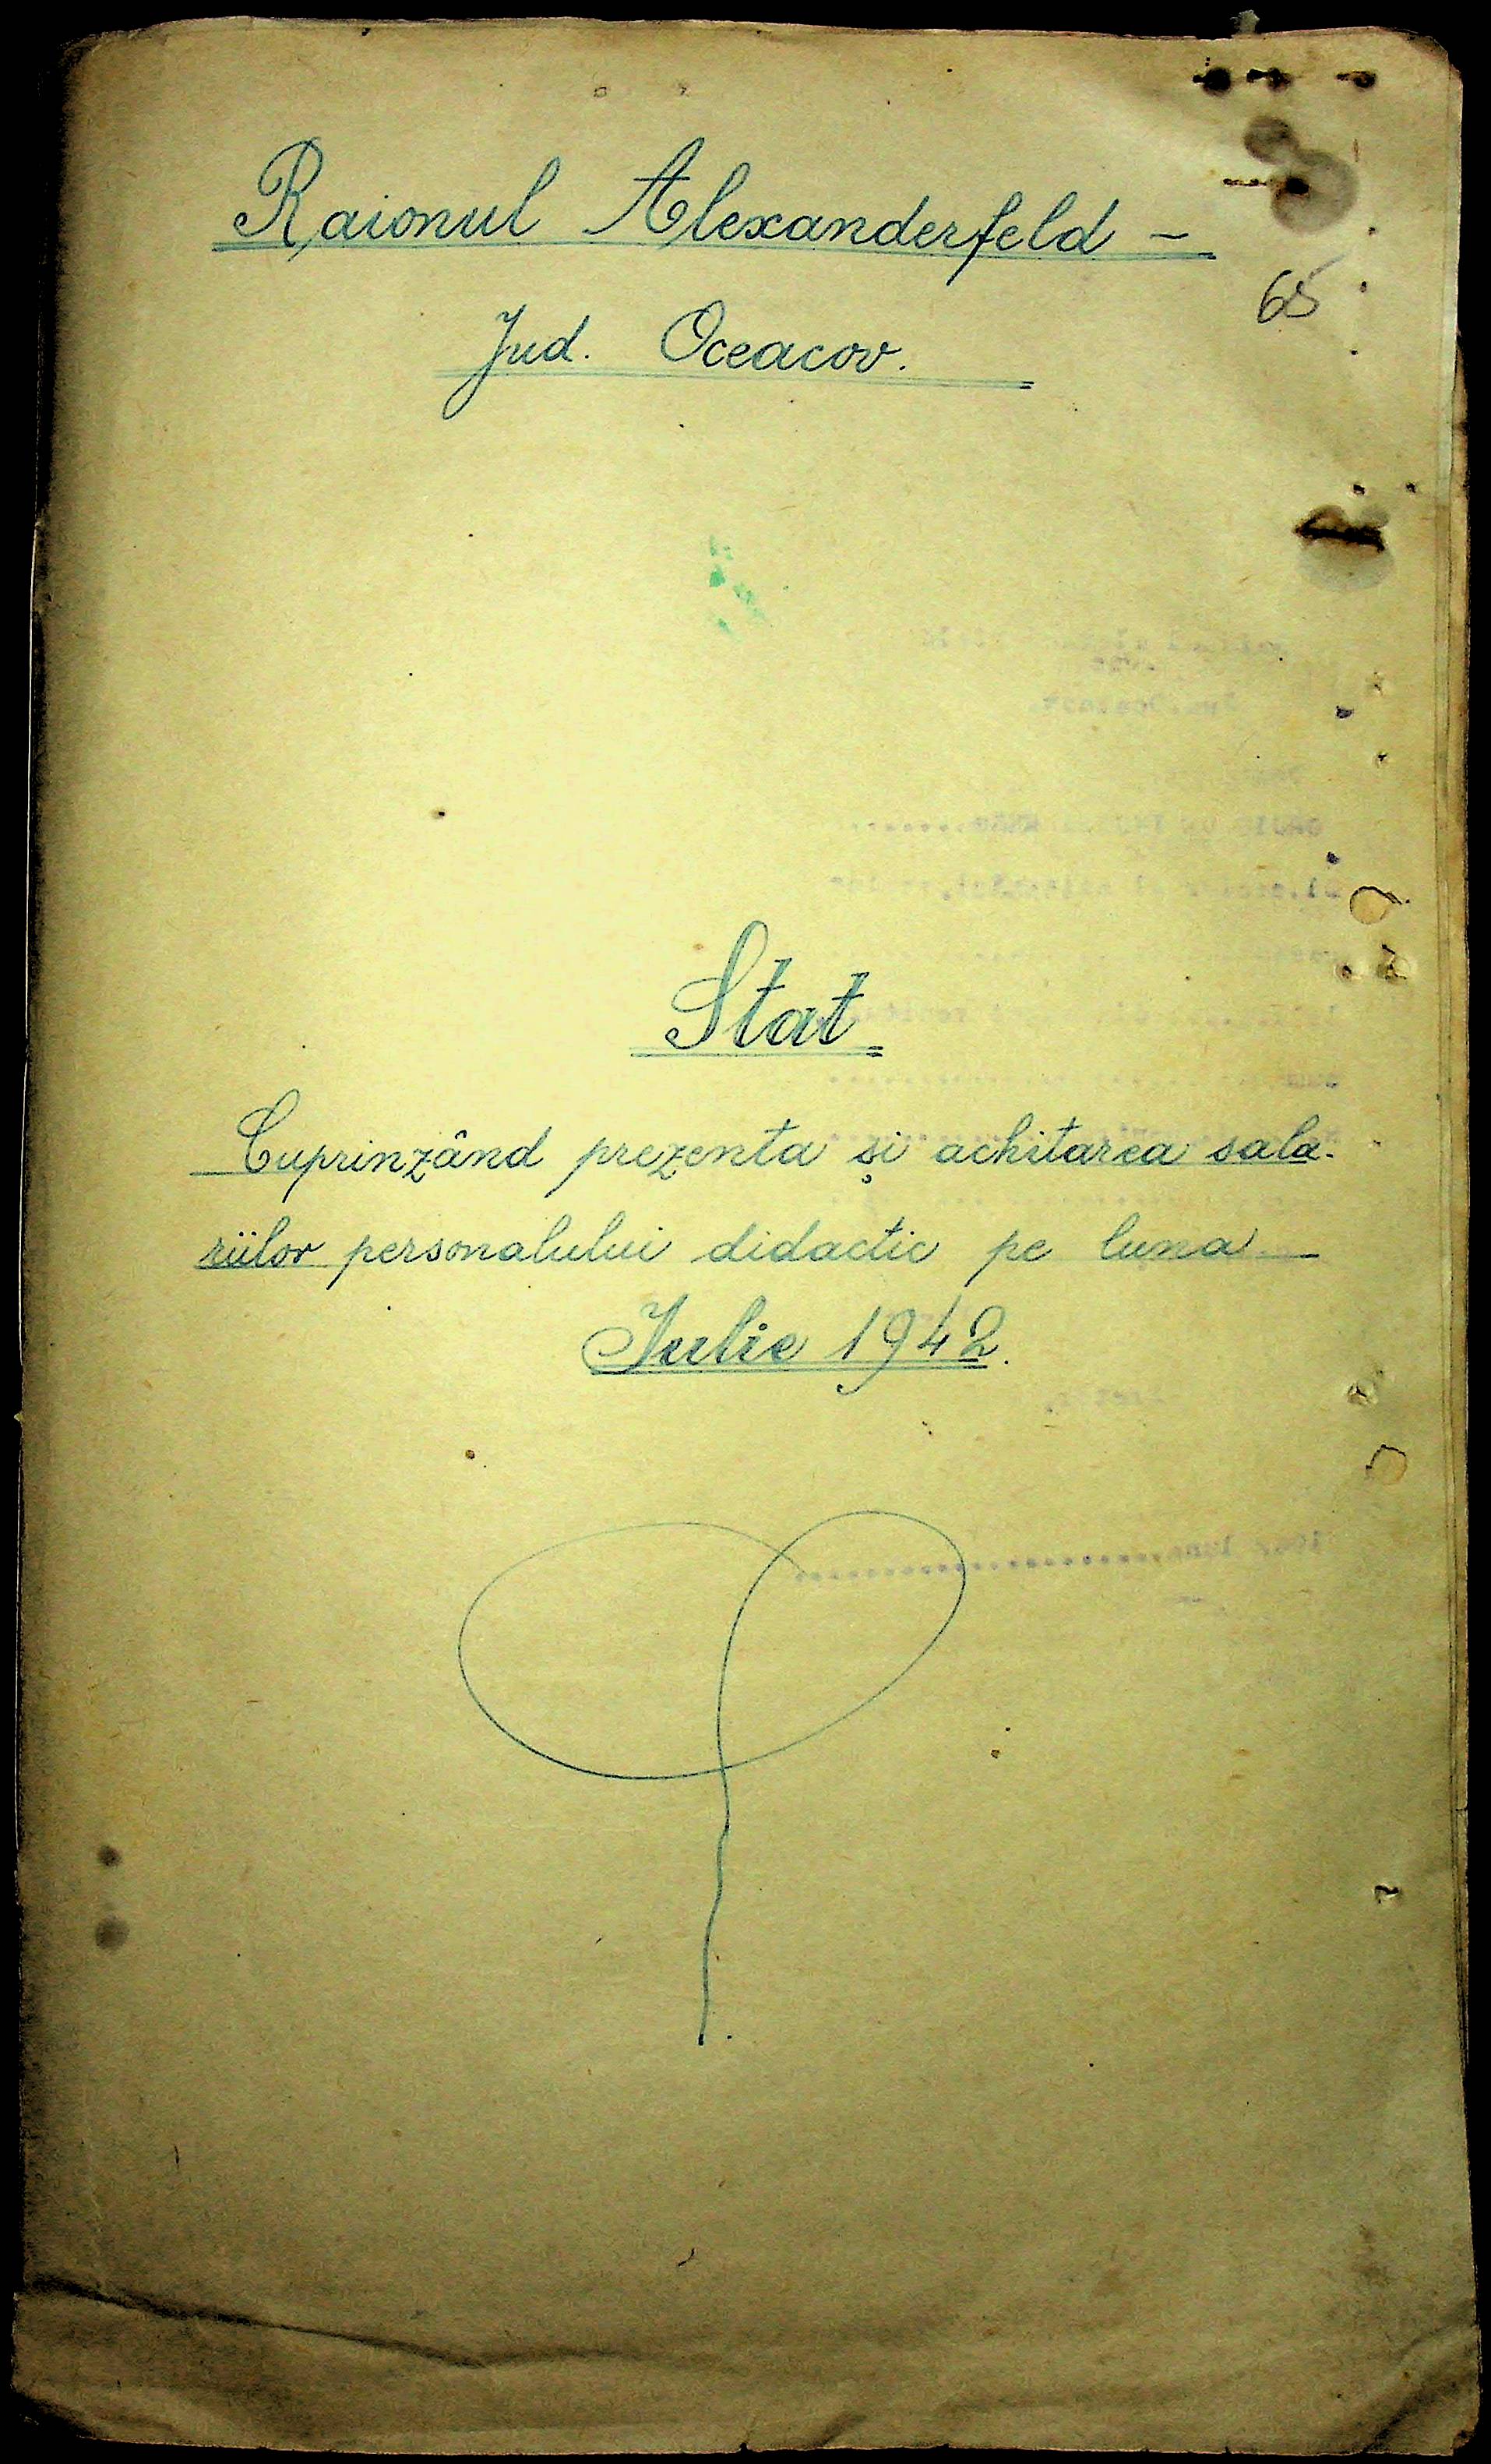 Raionul Alexanderfeld -
65
Jud. Oceacov.
Stat
Cuprinzând prezenta și achitarea sala-
riilor personalului didactic pe luna
Iulie 1942.